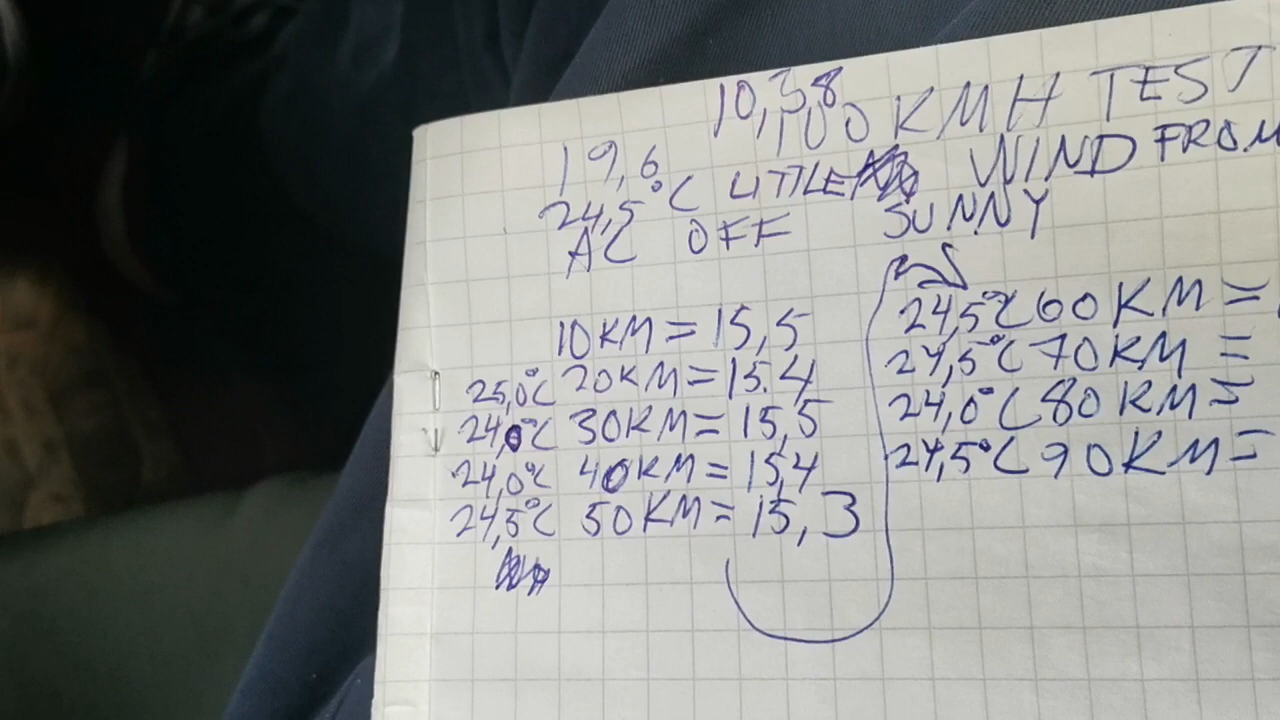 10,38
100 KMH TEST
19,6
24,5°C LITTLE WIND FROM
AC OFF SUNNY
10KM = 15,5
25,0°C 20KM = 15.4
24,0°C 30KM = 15,5
24,0°C 40KM = 15,4
24,5°C 50KM = 15,3
24,5°C 60KM =
24,5°C 70KM =
24,0°C 80KM =
24,5°C 90KM =